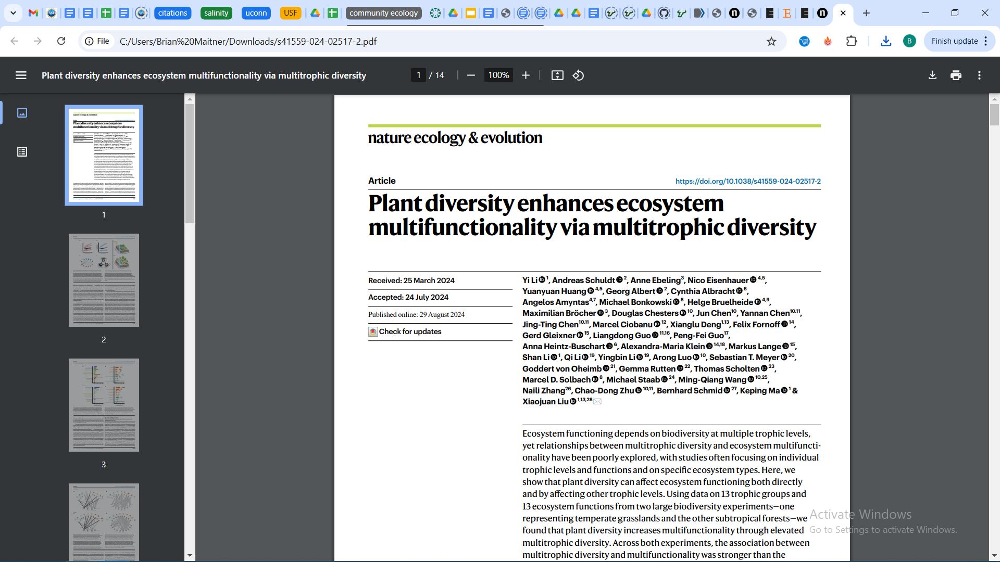 citations
salinity
uconn
USF
community ecology
File
C:/Users/Brian%20Maitner/Downloads/s41559-024-02517-2.pdf
B
Finish update
Plant diversity enhances ecosystem multifunctionality via multitrophic diversity
1 / 14
100%
1
2
3
nature ecology & evolution
Article
https://doi.org/10.1038/s41559-024-02517-2
Plant diversity enhances ecosystem
multifunctionality via multitrophic diversity
Received: 25 March 2024
Accepted: 24 July 2024
Published online: 29 August 2024
Check for updates
Yi Li 1, Andreas Schuldt 2, Anne Ebeling3, Nico Eisenhauer 4,5,
Yuanyuan Huang 4,5, Georg Albert 2, Cynthia Albracht 6,
Angelos Amyntas4,7, Michael Bonkowski 8, Helge Bruelheide 4,9,
Maximilian Bröcher 3, Douglas Chesters 10, Jun Chen10, Yannan Chen10,11,
Jing-Ting Chen10,11, Marcel Ciobanu 12, Xianglu Deng1,13, Felix Fornoff 14,
Gerd Gleixner 15, Liangdong Guo 11,16, Peng-Fei Guo17,
Anna Heintz-Buschart 6, Alexandra-Maria Klein 14,18, Markus Lange 15,
Shan Li 1, Qi Li 19, Yingbin Li 19, Arong Luo 10, Sebastian T. Meyer 20,
Goddert von Oheimb 21, Gemma Rutten 22, Thomas Scholten 23,
Marcel D. Solbach 8, Michael Staab 24, Ming-Qiang Wang 10,25,
Naili Zhang26, Chao-Dong Zhu 10,11, Bernhard Schmid 27, Keping Ma 1 &
Xiaojuan Liu 1,13,28
Ecosystem functioning depends on biodiversity at multiple trophic levels,
yet relationships between multitrophic diversity and ecosystem multifuncti-
onality have been poorly explored, with studies often focusing on individual
trophic levels and functions and on specific ecosystem types. Here, we
show that plant diversity can affect ecosystem functioning both directly
and by affecting other trophic levels. Using data on 13 trophic groups and
13 ecosystem functions from two large biodiversity experiments—one
representing temperate grasslands and the other subtropical forests—we
found that plant diversity increases multifunctionality through elevated
multitrophic diversity. Across both experiments, the association between
multitrophic diversity and multifunctionality was stronger than the
Activate Windows
Go to Settings to activate Windows.